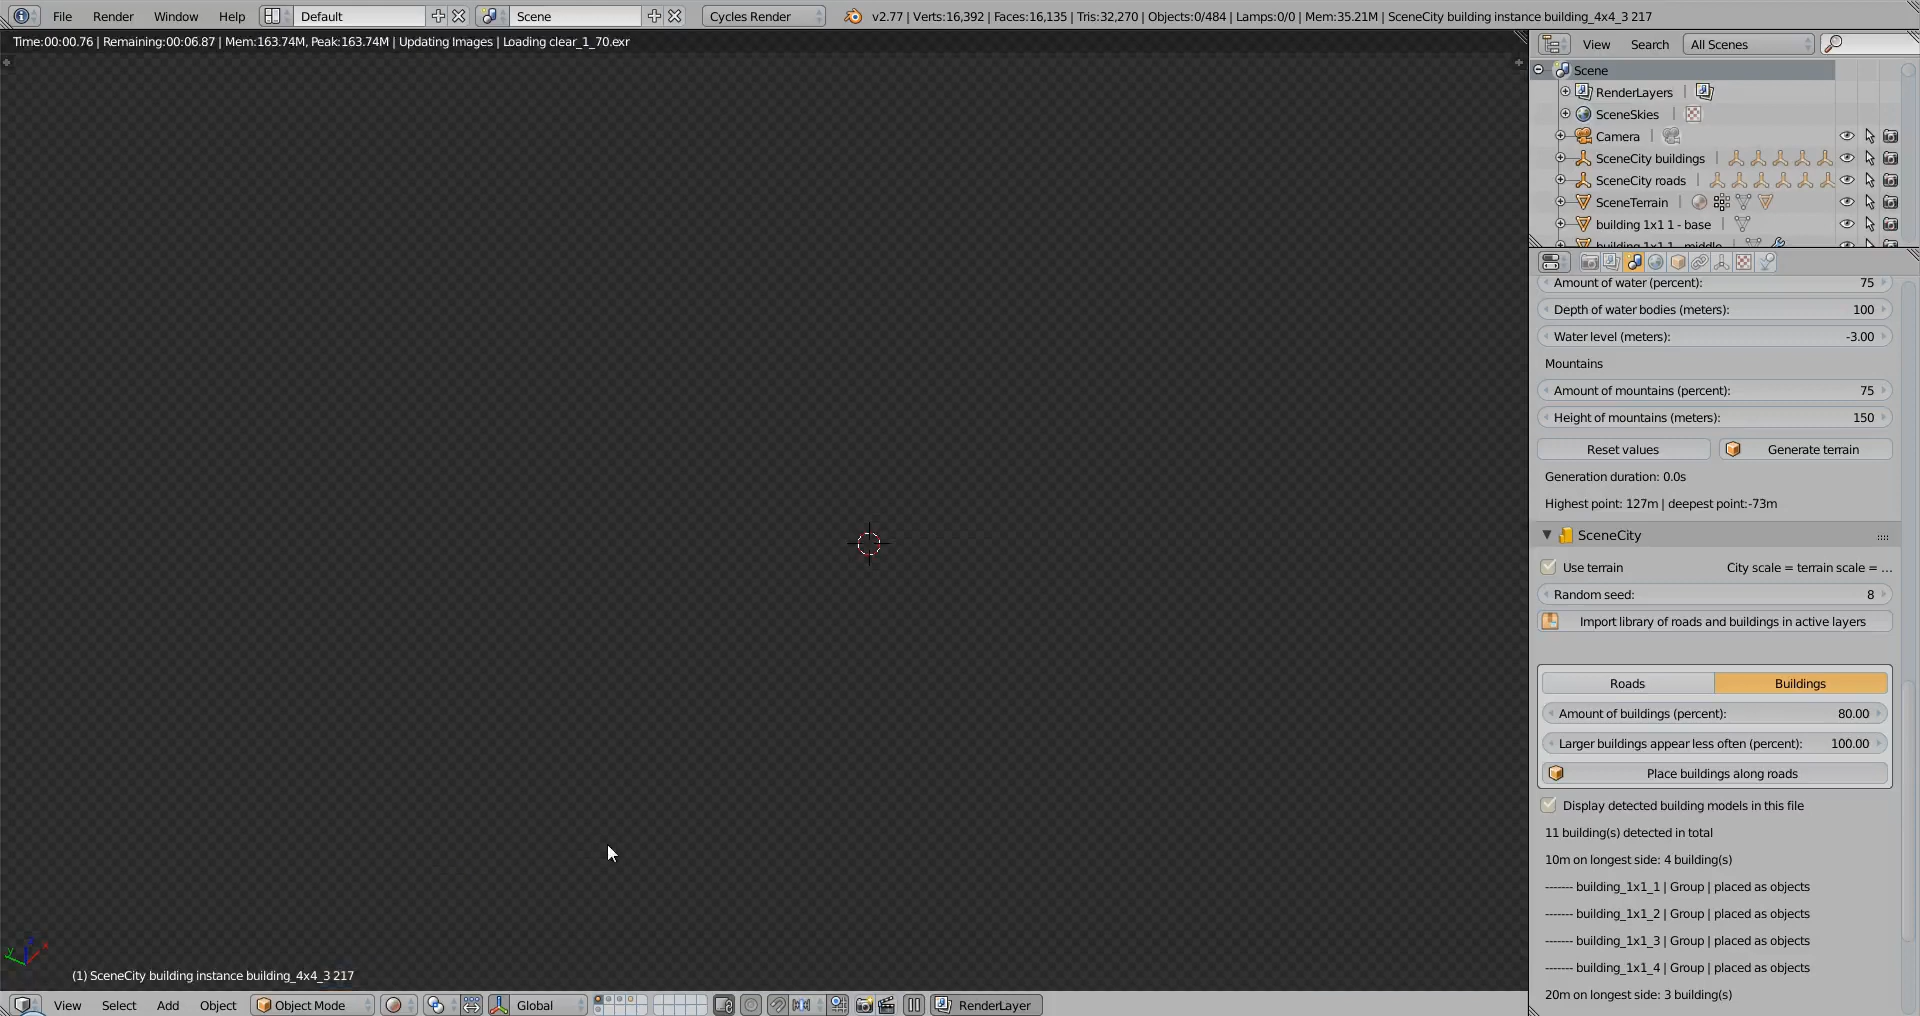 File Render Window Help Default Scene Cycles Render v2.77 | Verts:16,392 | Faces:16,135 | Tris:32,270 | Objects:0/484 | Lamps:0/0 | Mem:35.21M | SceneCity building instance building_4x4_3 217
Time:00:00.76 | Remaining:00:06.87 | Mem:163.74M, Peak:163.74M | Updating Images | Loading clear_1_70.exr
View Search All Scenes
Scene
RenderLayers |
SceneSkies |
Camera |
SceneCity buildings |
SceneCity roads |
SceneTerrain |
building 1x1 1 - base |
building 1x1 1 - middle |
Amount of water (percent): 75
Depth of water bodies (meters): 100
Water level (meters): -3.00
Mountains
Amount of mountains (percent): 75
Height of mountains (meters): 150
Reset values Generate terrain
Generation duration: 0.0s
Highest point: 127m | deepest point:-73m
SceneCity
Use terrain City scale = terrain scale = ...
Random seed: 8
Import library of roads and buildings in active layers
Roads Buildings
Amount of buildings (percent): 80.00
Larger buildings appear less often (percent): 100.00
Place buildings along roads
Display detected building models in this file
11 building(s) detected in total
10m on longest side: 4 building(s)
------- building_1x1_1 | Group | placed as objects
------- building_1x1_2 | Group | placed as objects
------- building_1x1_3 | Group | placed as objects
------- building_1x1_4 | Group | placed as objects
20m on longest side: 3 building(s)
(1) SceneCity building instance building_4x4_3 217
View Select Add Object Object Mode Global RenderLayer